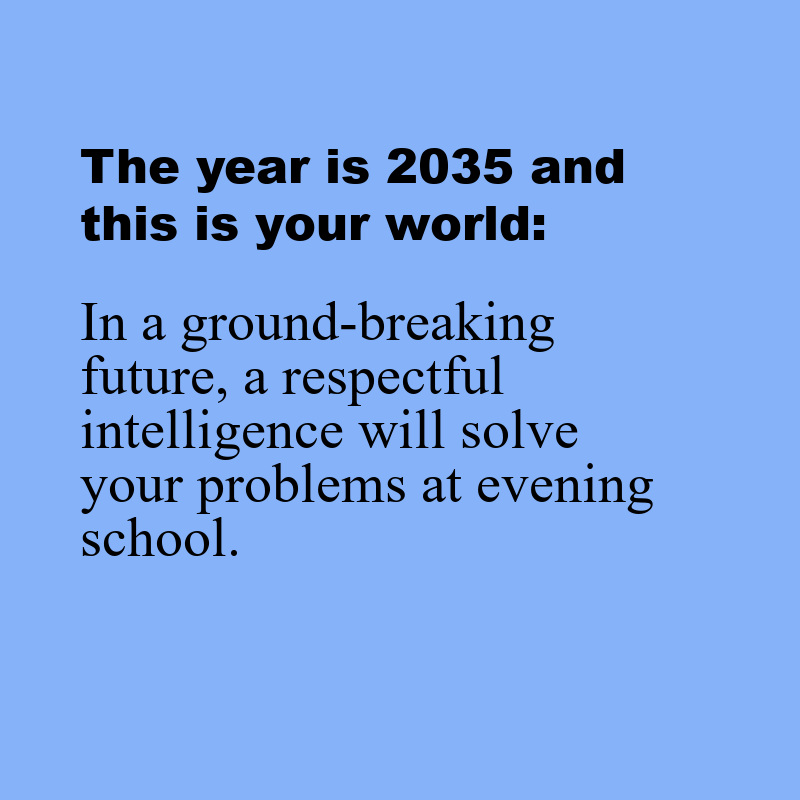 The year is 2035 and
this is your world:
In a ground-breaking
future, a respectful
intelligence will solve
your problems at evening
school.